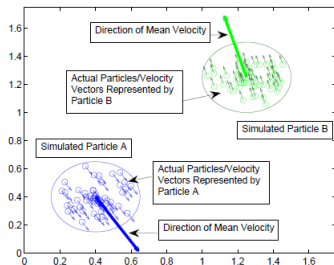 1.6
1.4
1.2
1
0.8
0.6
0.4
0.2
0
0
0.2
0.4
0.6
0.8
1
1.2
1.4
1.6
Direction of Mean Velocity
Actual Particles/Velocity
Vectors Represented by
Particle B
Simulated Particle B
Simulated Particle A
Actual Particles/Velocity
Vectors Represented by
Particle A
Direction of Mean Velocity